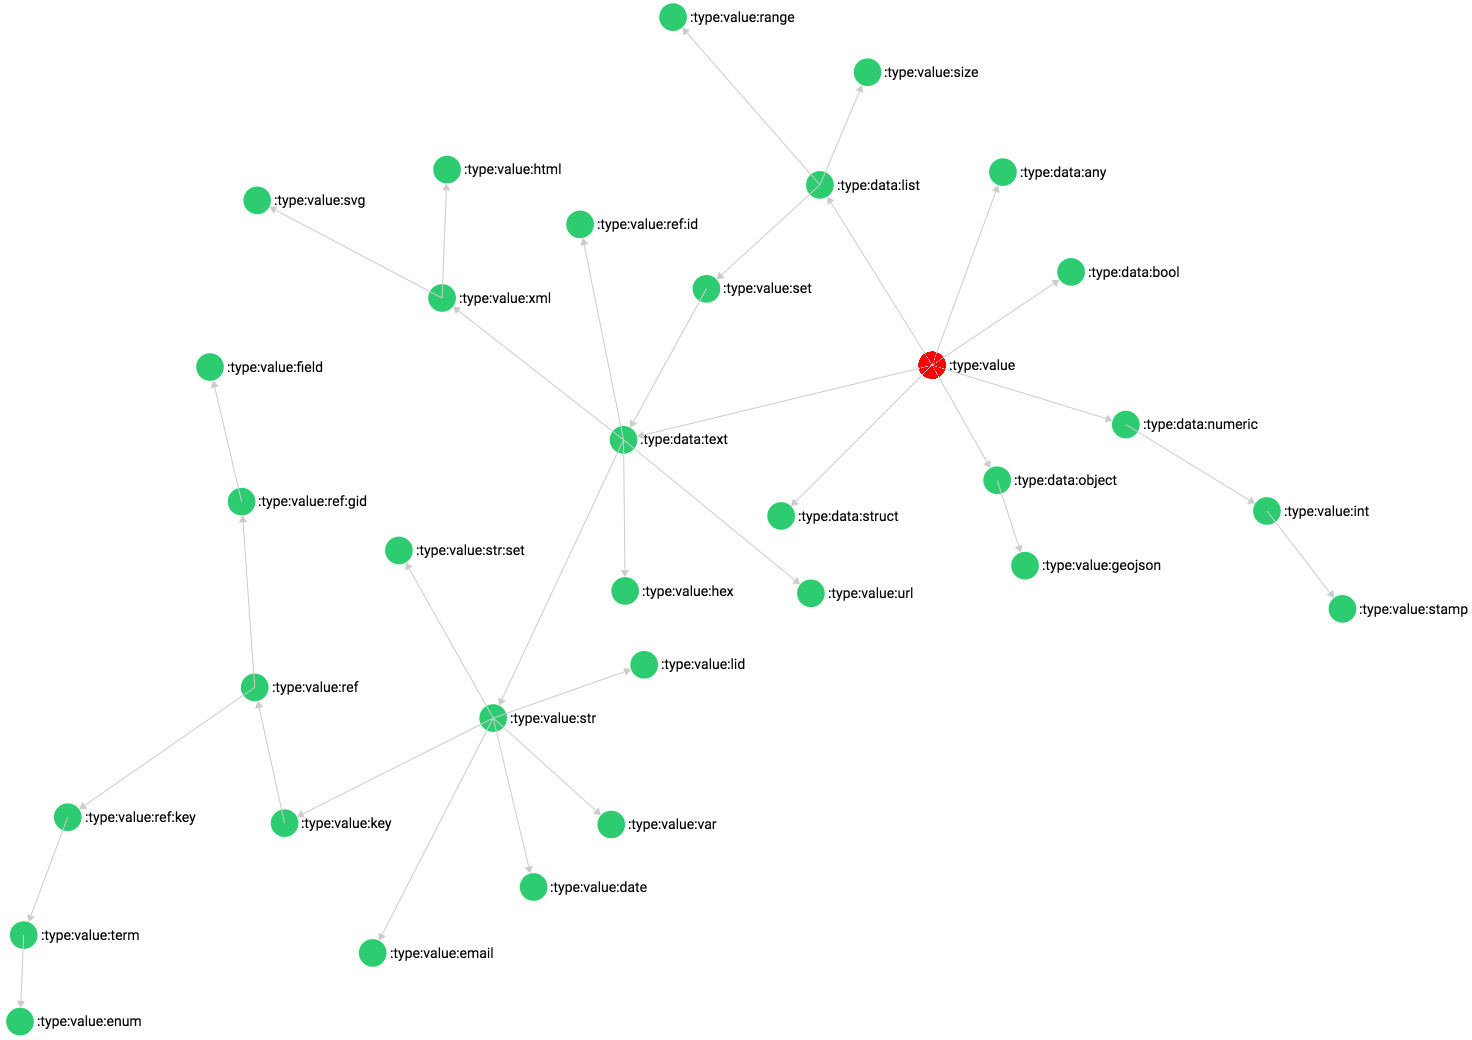 :type:value:range
:type:value:size
:type:value:html
:type:data:any
:type:data:list
:type:value:svg
:type:value:ref:id
:type:data:bool
:type:value:set
:type:value:xml
:type:value
:type:value:field
:type:data:numeric
:type:data:text
:type:data:object
:type:value:ref:gid
:type:value:int
:type:data:struct
:type:value:str:set
:type:value:geojson
:type:value:hex
:type:value:url
:type:value:stamp
:type:value:lid
:type:value:ref
:type:value:str
:type:value:ref:key
:type:value:key
:type:value:var
:type:value:date
:type:value:term
:type:value:email
:type:value:enum